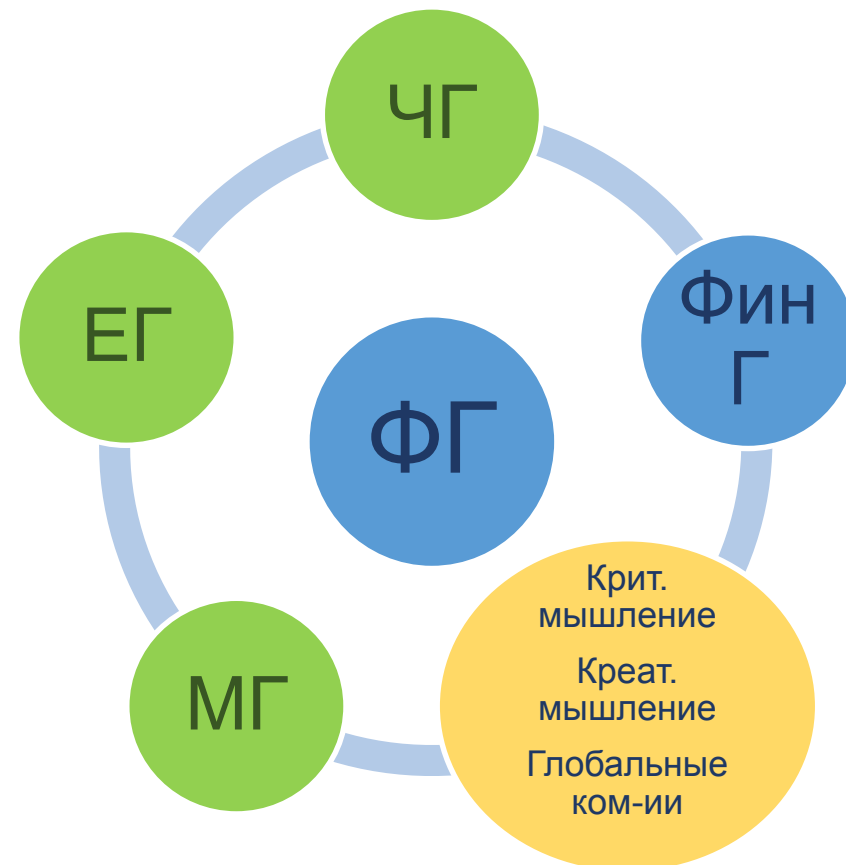 ЧГ
Фин
Г
ЕГ
ФГ
Крит.
мышление
Креат.
мышление
Глобальные
ком-ии
МГ